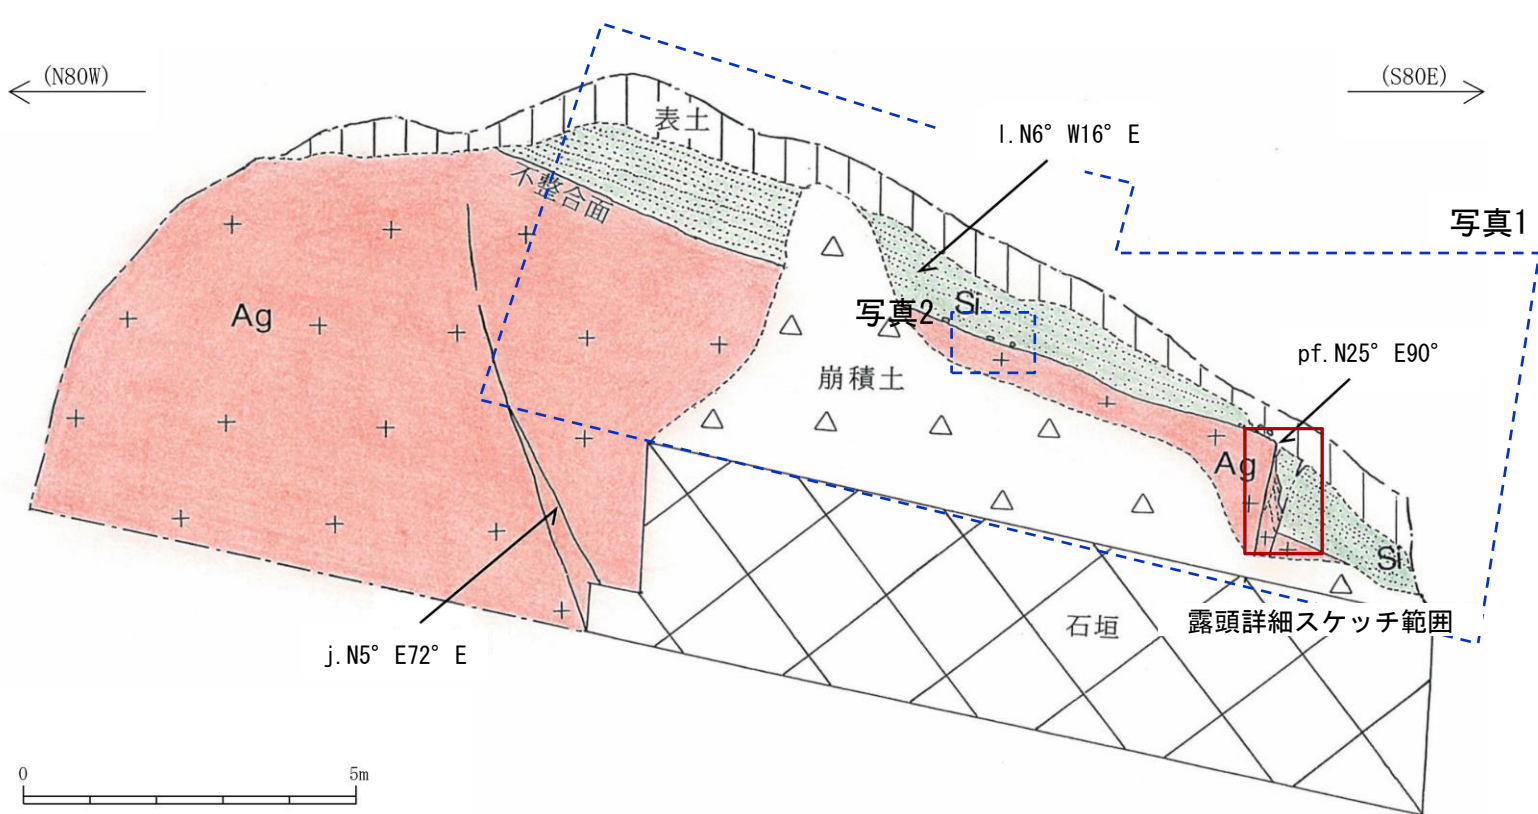 (N80W)
(S80E)
表土
l.N6° W16° E
不整合面
写真1
Ag
Si
写真2
pf.N25° E90°
崩積土
Ag
Si
石垣
露頭詳細スケッチ範囲
j.N5° E72° E
0
5m